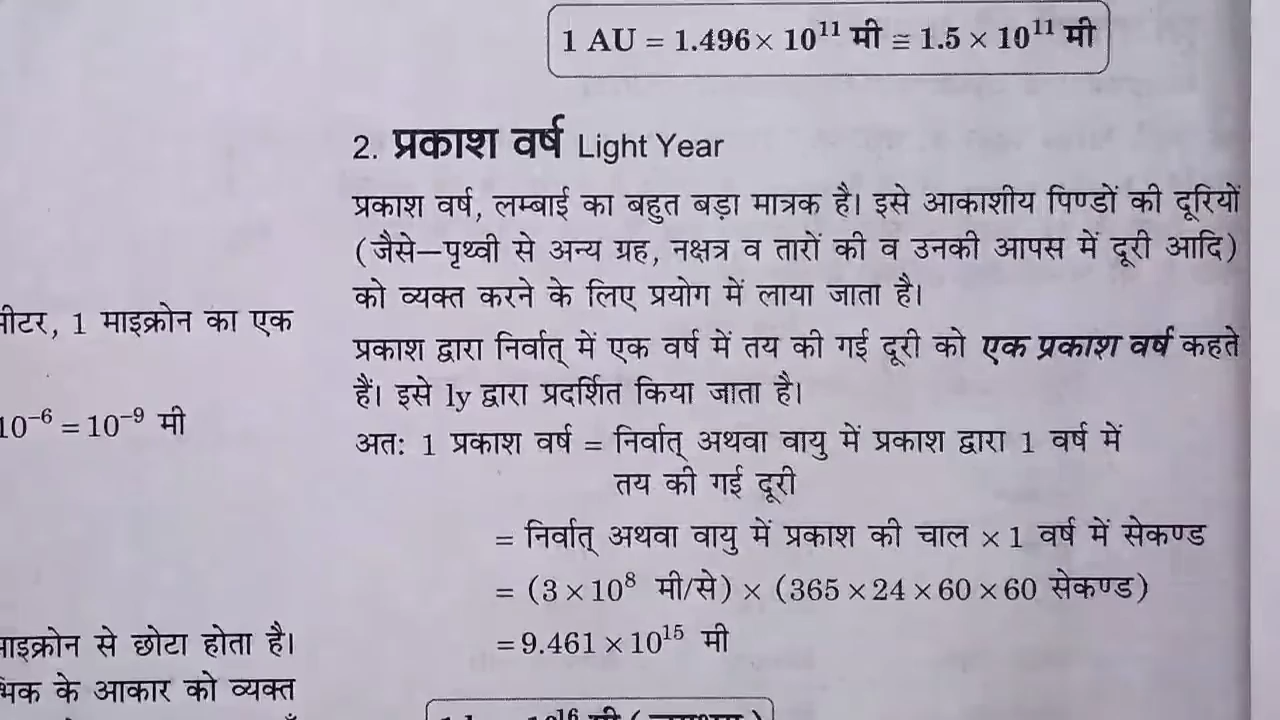 1 AU = 1.496 × 10¹¹ मी ≅ 1.5 × 10¹¹ मी
2. प्रकाश वर्ष Light Year
प्रकाश वर्ष, लम्बाई का बहुत बड़ा मात्रक है। इसे आकाशीय पिण्डों की दूरियों
(जैसे–पृथ्वी से अन्य ग्रह, नक्षत्र व तारों की व उनकी आपस में दूरी आदि)
को व्यक्त करने के लिए प्रयोग में लाया जाता है।
प्रकाश द्वारा निर्वात् में एक वर्ष में तय की गई दूरी को एक प्रकाश वर्ष कहते
हैं। इसे ly द्वारा प्रदर्शित किया जाता है।
अतः 1 प्रकाश वर्ष = निर्वात् अथवा वायु में प्रकाश द्वारा 1 वर्ष में
तय की गई दूरी
= निर्वात् अथवा वायु में प्रकाश की चाल × 1 वर्ष में सेकण्ड
= (3 × 10⁸ मी/से) × (365 × 24 × 60 × 60 सेकण्ड)
= 9.461 × 10¹⁵ मी
1 माइक्रोन का एक
10⁻⁶ = 10⁻⁹ मी
से छोटा होता है।
के आकार को व्यक्त